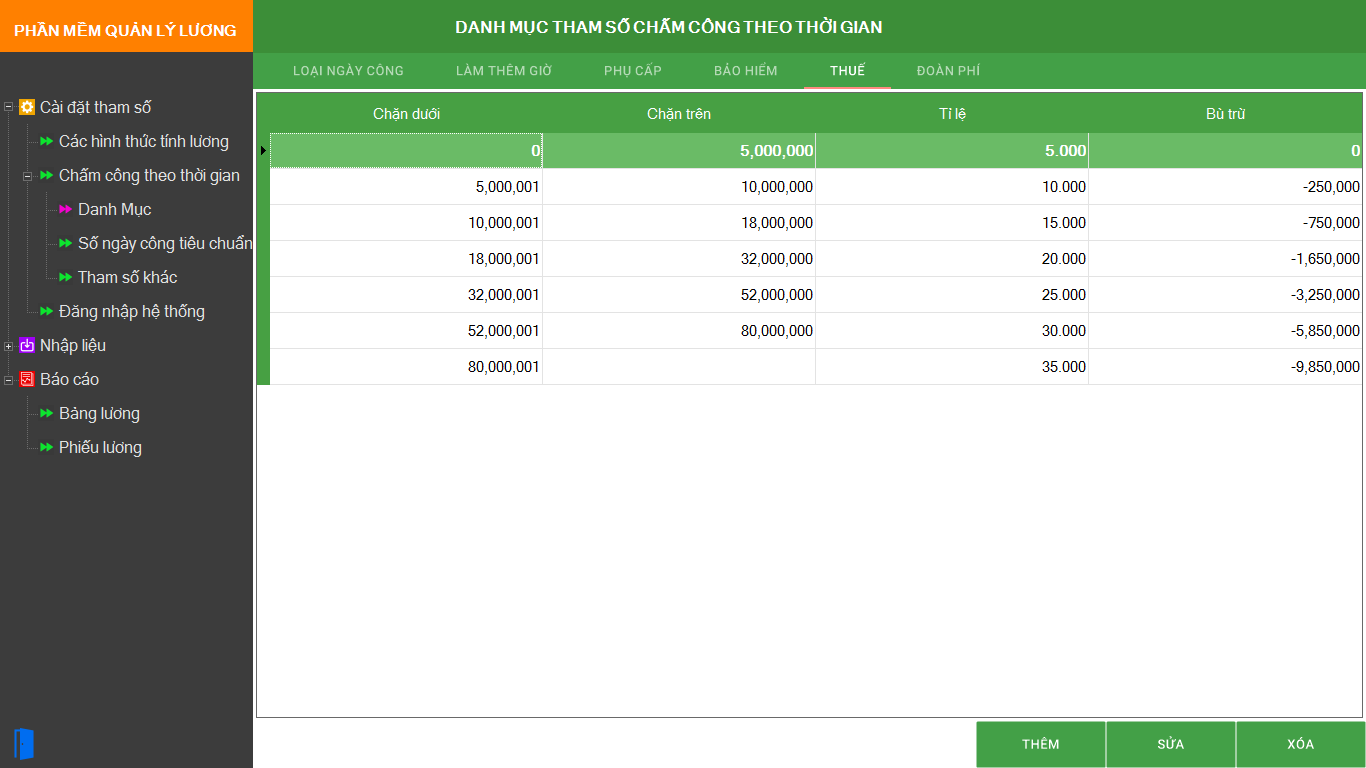 PHẦN MỀM QUẢN LÝ LƯƠNG
DANH MỤC THAM SỐ CHẤM CÔNG THEO THỜI GIAN
LOẠI NGÀY CÔNG LÀM THÊM GIỜ PHỤ CẤP BẢO HIỂM THUẾ ĐOÀN PHÍ
Cài đặt tham số
Các hình thức tính lương
Chấm công theo thời gian
Danh Mục
Số ngày công tiêu chuẩn
Tham số khác
Đăng nhập hệ thống
Nhập liệu
Báo cáo
Bảng lương
Phiếu lương
Chặn dưới Chặn trên Tỉ lệ Bù trừ
0 5,000,000 5.000 0
5,000,001 10,000,000 10.000 -250,000
10,000,001 18,000,000 15.000 -750,000
18,000,001 32,000,000 20.000 -1,650,000
32,000,001 52,000,000 25.000 -3,250,000
52,000,001 80,000,000 30.000 -5,850,000
80,000,001 35.000 -9,850,000
THÊM SỬA XÓA